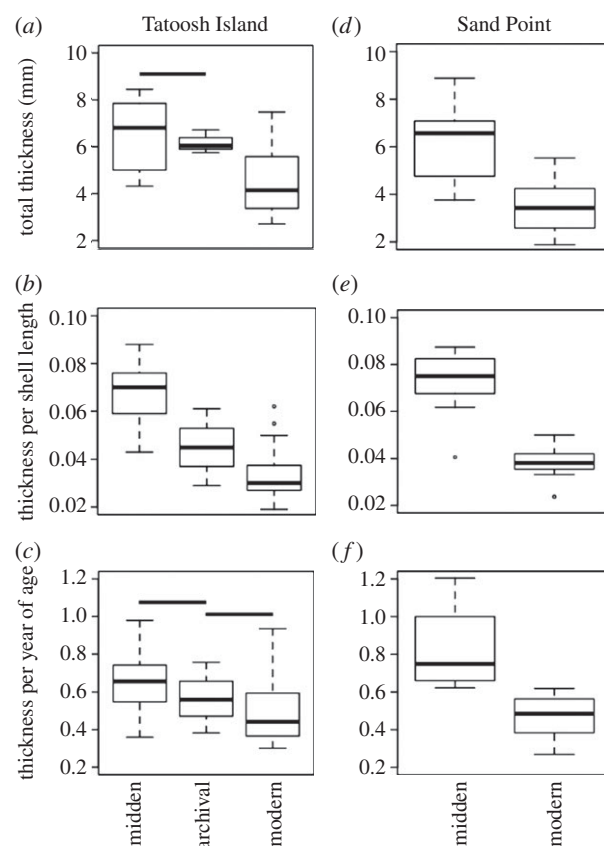 (a) Tatoosh Island
(d) Sand Point
total thickness (mm)
10
8
6
4
2
10
8
6
4
2
(b)
(e)
thickness per shell length
0.10
0.08
0.06
0.04
0.02
0.10
0.08
0.06
0.04
0.02
(c)
(f)
thickness per year of age
1.2
1.0
0.8
0.6
0.4
0.2
1.2
1.0
0.8
0.6
0.4
0.2
midden
archival
modern
midden
modern